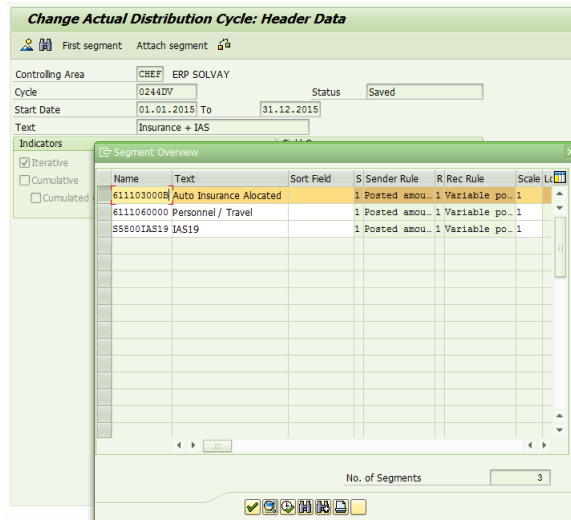 Change Actual Distribution Cycle: Header Data
First segment Attach segment
Controlling Area CHEF ERP SOLVAY
Cycle 0244DV Status Saved
Start Date 01.01.2015 To 31.12.2015
Text Insurance + IAS
Indicators
Iterative
Cumulative
Cumulated
Segment Overview
Name Text Sort Field S Sender Rule R Rec Rule Scale Lo
611103000B Auto Insurance Alocated 1 Posted amou… 1 Variable po… 1
6111060000 Personnel / Travel 1 Posted amou… 1 Variable po… 1
S5800IAS19 IAS19 1 Posted amou… 1 Variable po… 1
No. of Segments 3